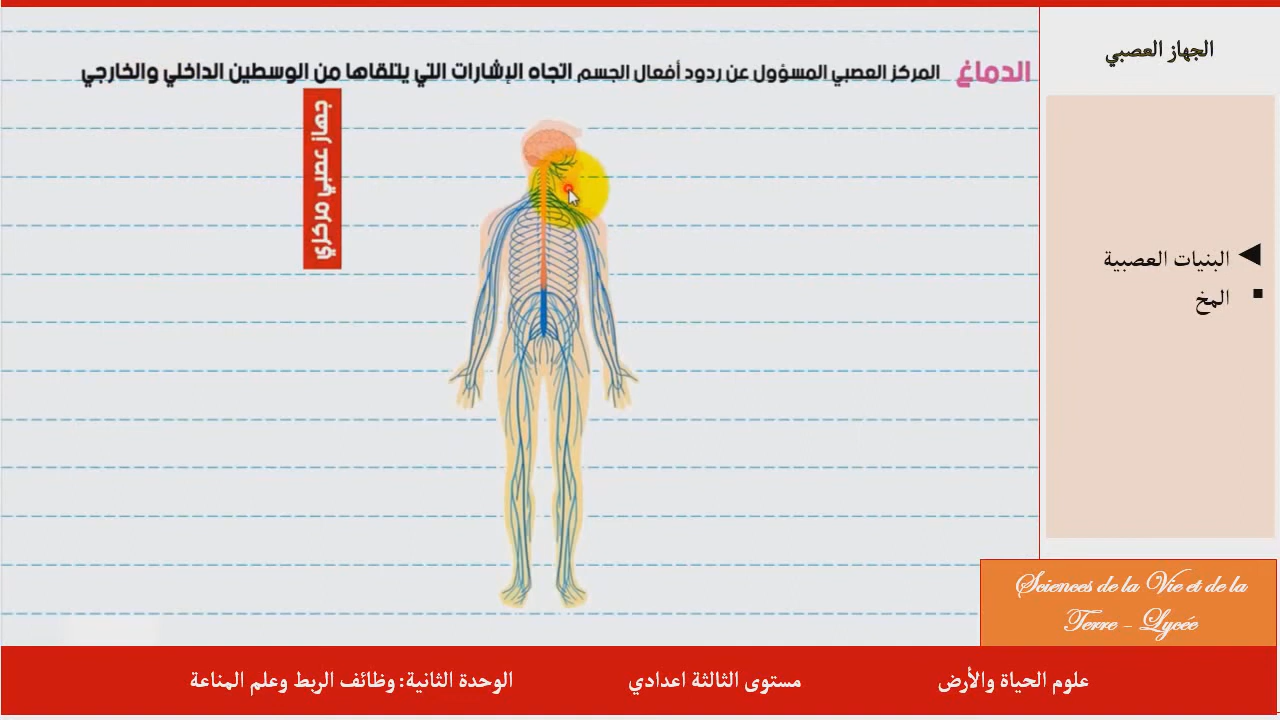 الجهاز العصبي
الدماغ المركز العصبي المسؤول عن ردود أفعال الجسم اتجاه الإشارات التي يتلقاها من الوسطين الداخلي والخارجي
جهاز عصبي مركزي
البنيات العصبية
المخ
Sciences de la Vie et de la
Terre – Lycée
علوم الحياة والأرض
مستوى الثالثة اعدادي
الوحدة الثانية: وظائف الربط وعلم المناعة